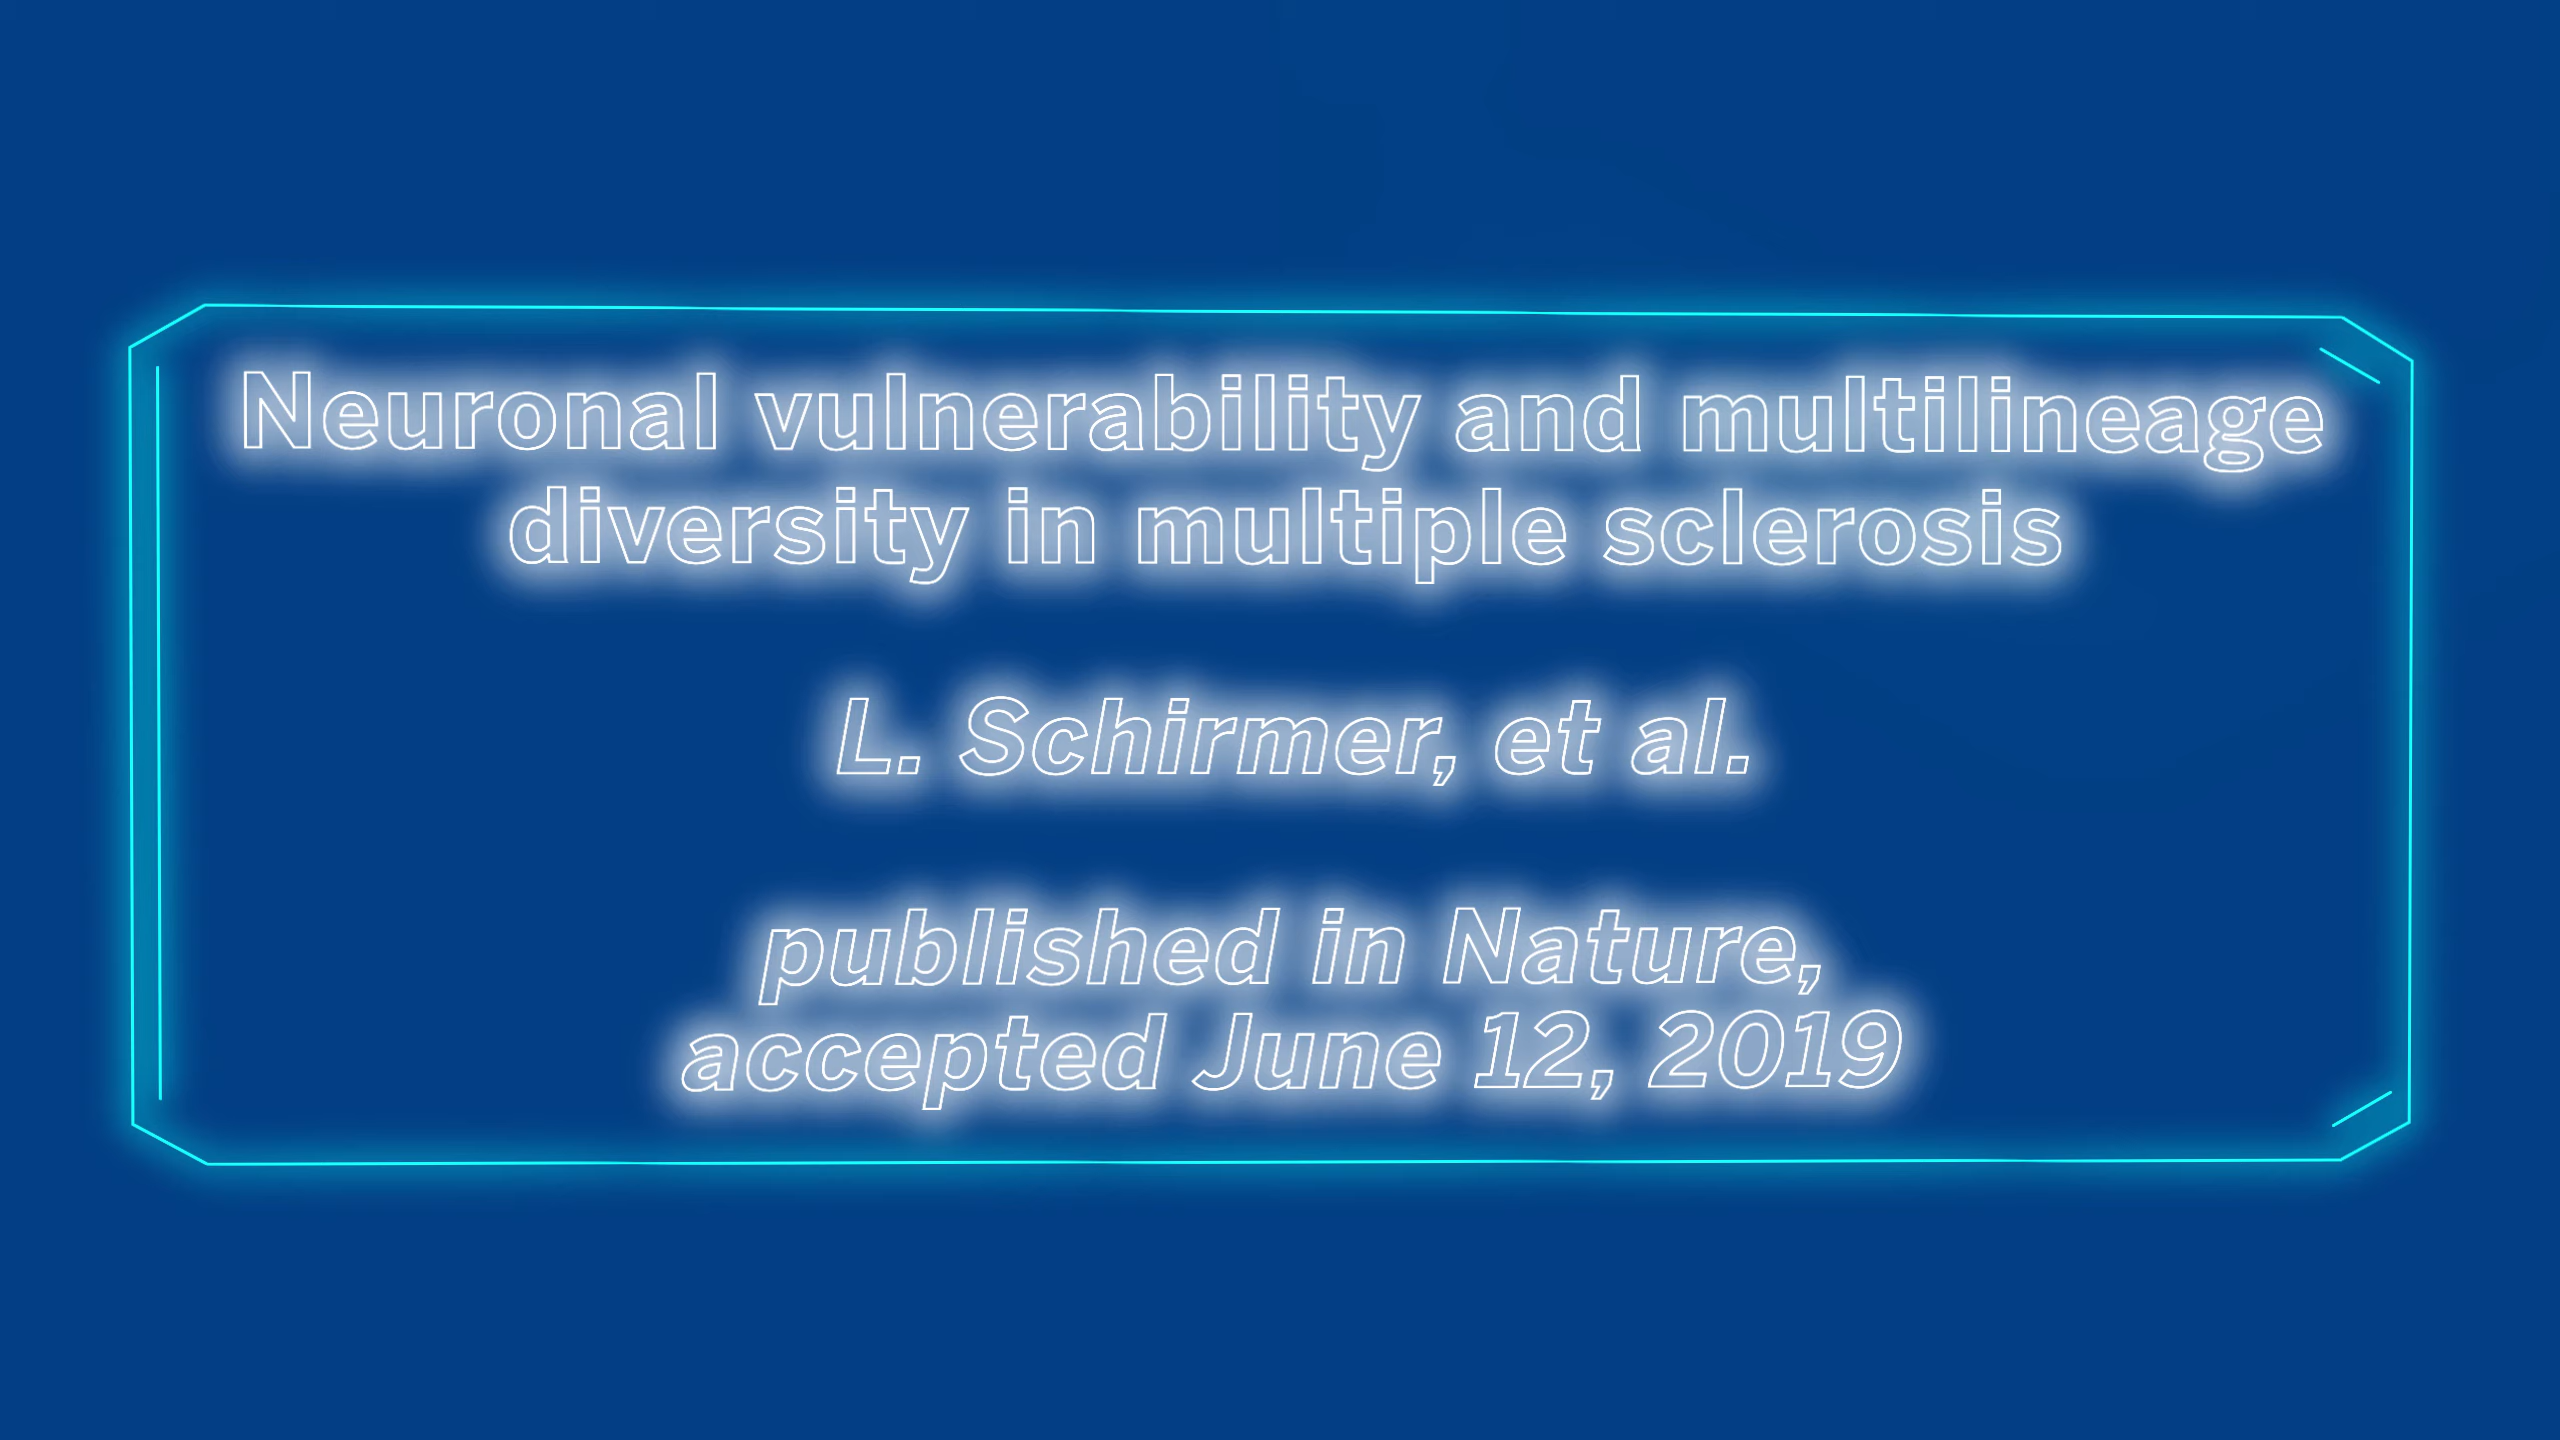 Neuronal vulnerability and multilineage
diversity in multiple sclerosis
L. Schirmer, et al.
published in Nature,
accepted June 12, 2019